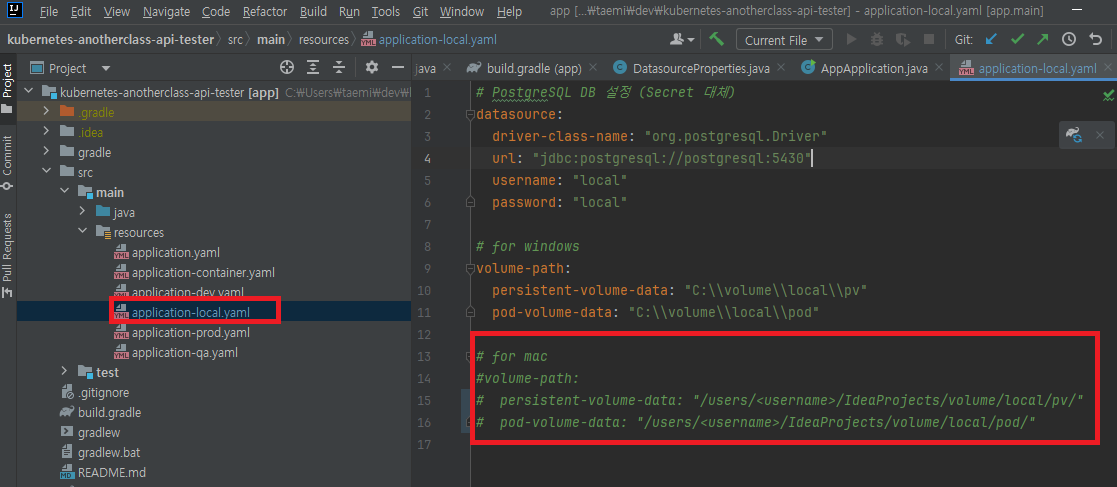 File Edit View Navigate Code Refactor Build Run Tools Git Window Help app [...₩taemi₩dev₩kubernetes-anotherclass-api-tester] - application-local.yaml [app.main]
kubernetes-anotherclass-api-tester src main resources application-local.yaml Current File Git:
Project
java build.gradle (app) DatasourceProperties.java AppApplication.java application-local.yaml
Project
Commit
Pull Requests
kubernetes-anotherclass-api-tester [app] C:₩Users₩taemi₩dev₩
.gradle
.idea
gradle
src
main
java
resources
application.yaml
application-container.yaml
application-dev.yaml
application-local.yaml
application-prod.yaml
application-qa.yaml
test
.gitignore
build.gradle
gradlew
gradlew.bat
README.md
1 # PostgreSQL DB 설정 (Secret 대체)
2 datasource:
3 driver-class-name: "org.postgresql.Driver"
4 url: "jdbc:postgresql://postgresql:5430"
5 username: "local"
6 password: "local"
7
8 # for windows
9 volume-path:
10 persistent-volume-data: "C:\\volume\\local\\pv"
11 pod-volume-data: "C:\\volume\\local\\pod"
12
13 # for mac
14 #volume-path:
15 # persistent-volume-data: "/users/<username>/IdeaProjects/volume/local/pv/"
16 # pod-volume-data: "/users/<username>/IdeaProjects/volume/local/pod/"
17